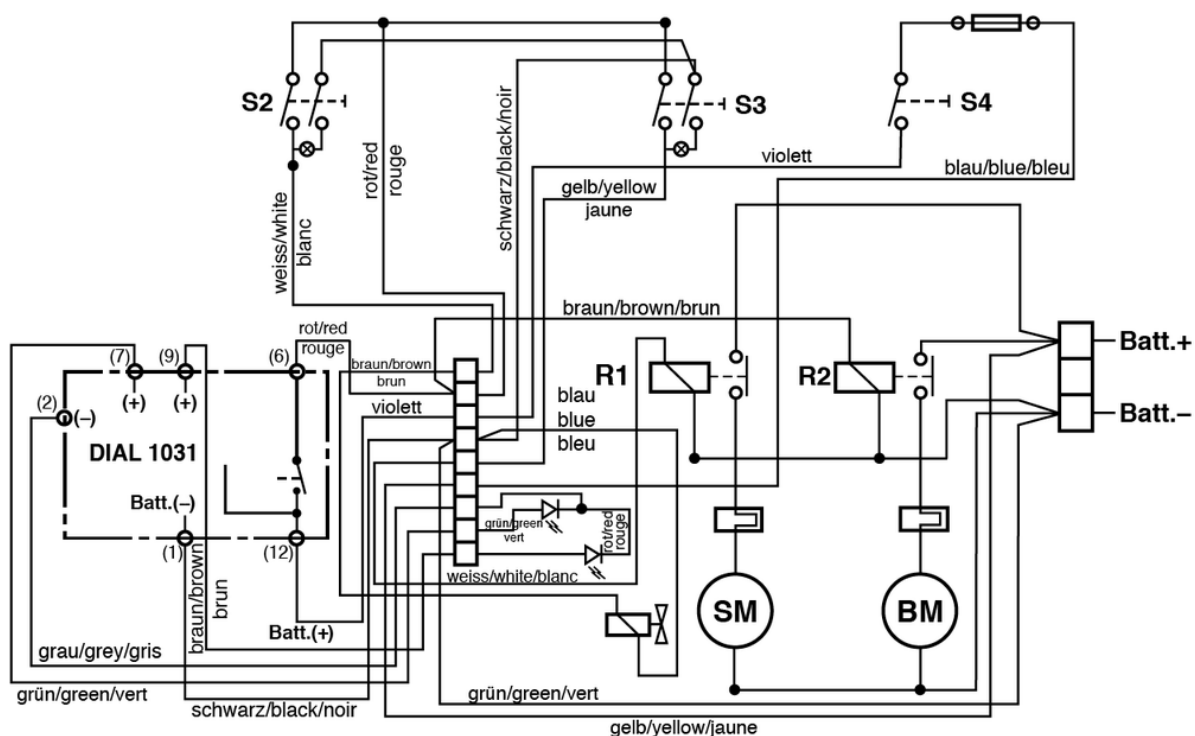 S2
S3
S4
rot/red
rouge
schwarz/black/noir
violett
blau/blue/bleu
gelb/yellow
jaune
weiss/white
blanc
braun/brown/brun
rot/red
rouge
(7)
(9)
(6)
braun/brown
brun
R1
R2
Batt.+
(+)
(+)
(2)
(-)
violett
blau
blue
bleu
Batt.–
DIAL 1031
Batt.(–)
grün/green
vert
rot/red
rouge
(1)
(12)
weiss/white/blanc
braun/brown
brun
SM
BM
Batt.(+)
grau/grey/gris
grün/green/vert
grün/green/vert
schwarz/black/noir
gelb/yellow/jaune